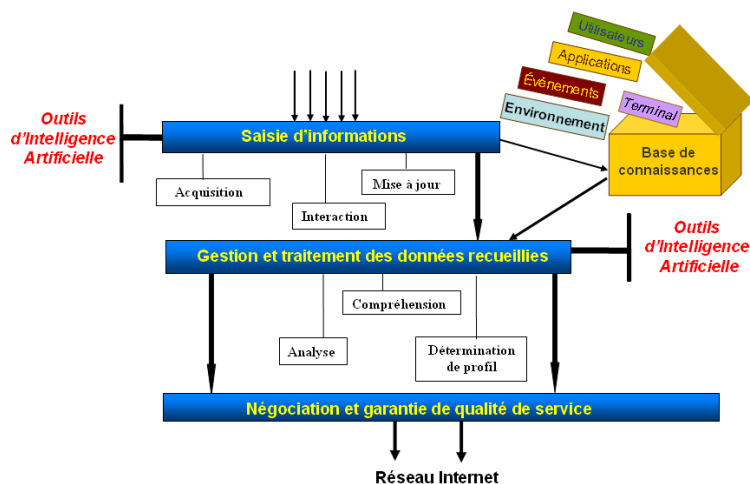 Utilisateurs
Applications
Événements
Terminal
Environnement
Outils
d'Intelligence
Artificielle
Saisie d'informations
Base de
connaissances
Acquisition
Mise à jour
Interaction
Outils
d'Intelligence
Artificielle
Gestion et traitement des données recueillies
Compréhension
Analyse
Détermination
de profil
Négociation et garantie de qualité de service
Réseau Internet